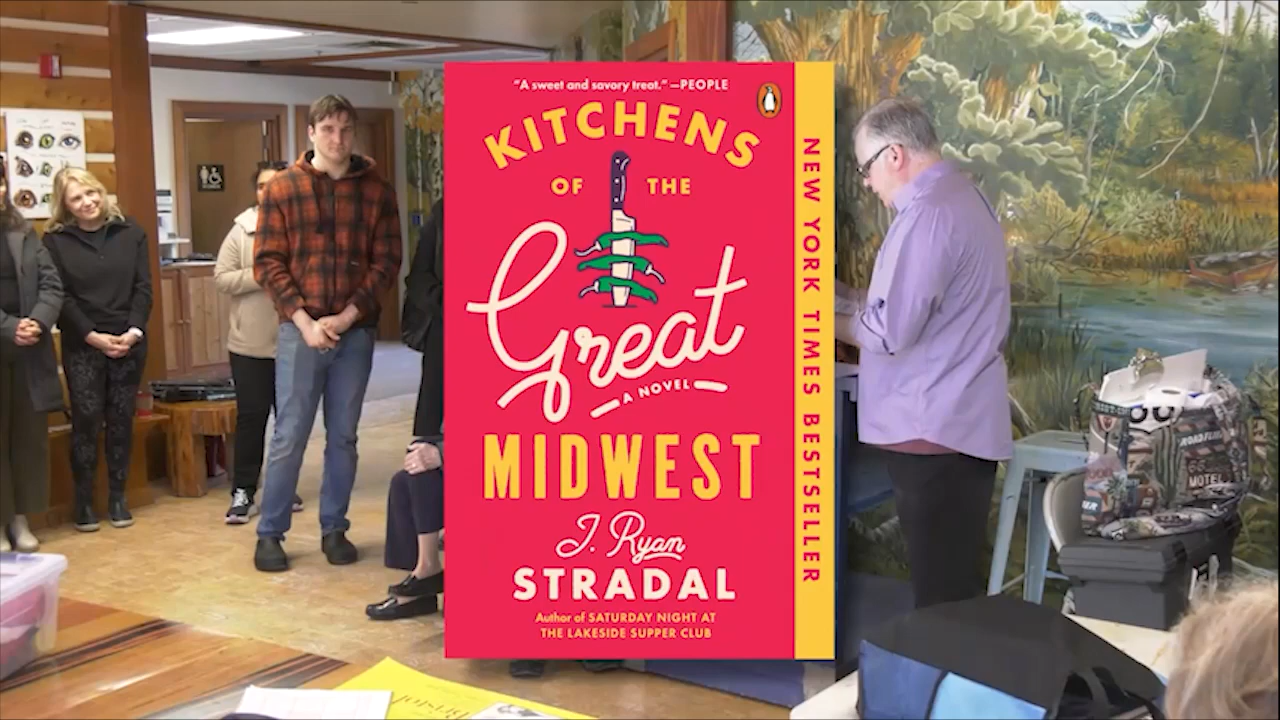 "A sweet and savory treat." —PEOPLE
KITCHENS
OF THE
Great
A NOVEL
MIDWEST
J. Ryan
STRADAL
Author of SATURDAY NIGHT AT
THE LAKESIDE SUPPER CLUB
NEW YORK TIMES BESTSELLER
MOTEL